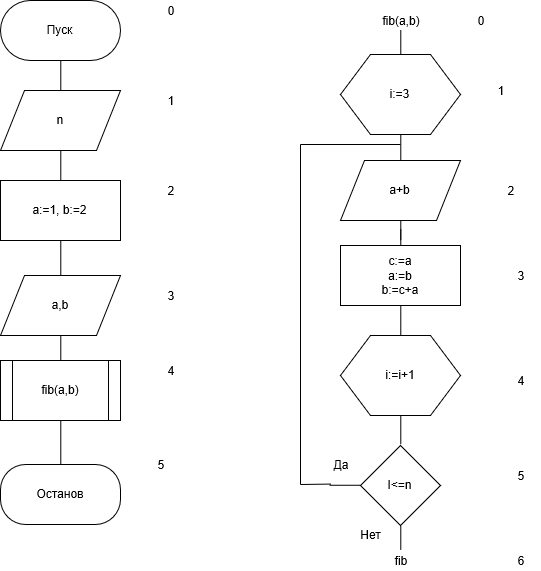 Пуск
0
n
1
a:=1, b:=2
2
a,b
3
fib(a,b)
4
5
Останов
fib(a,b)
0
i:=3
1
a+b
2
c:=a
a:=b
b:=c+a
3
i:=i+1
4
Да
I<=n
5
Нет
fib
6